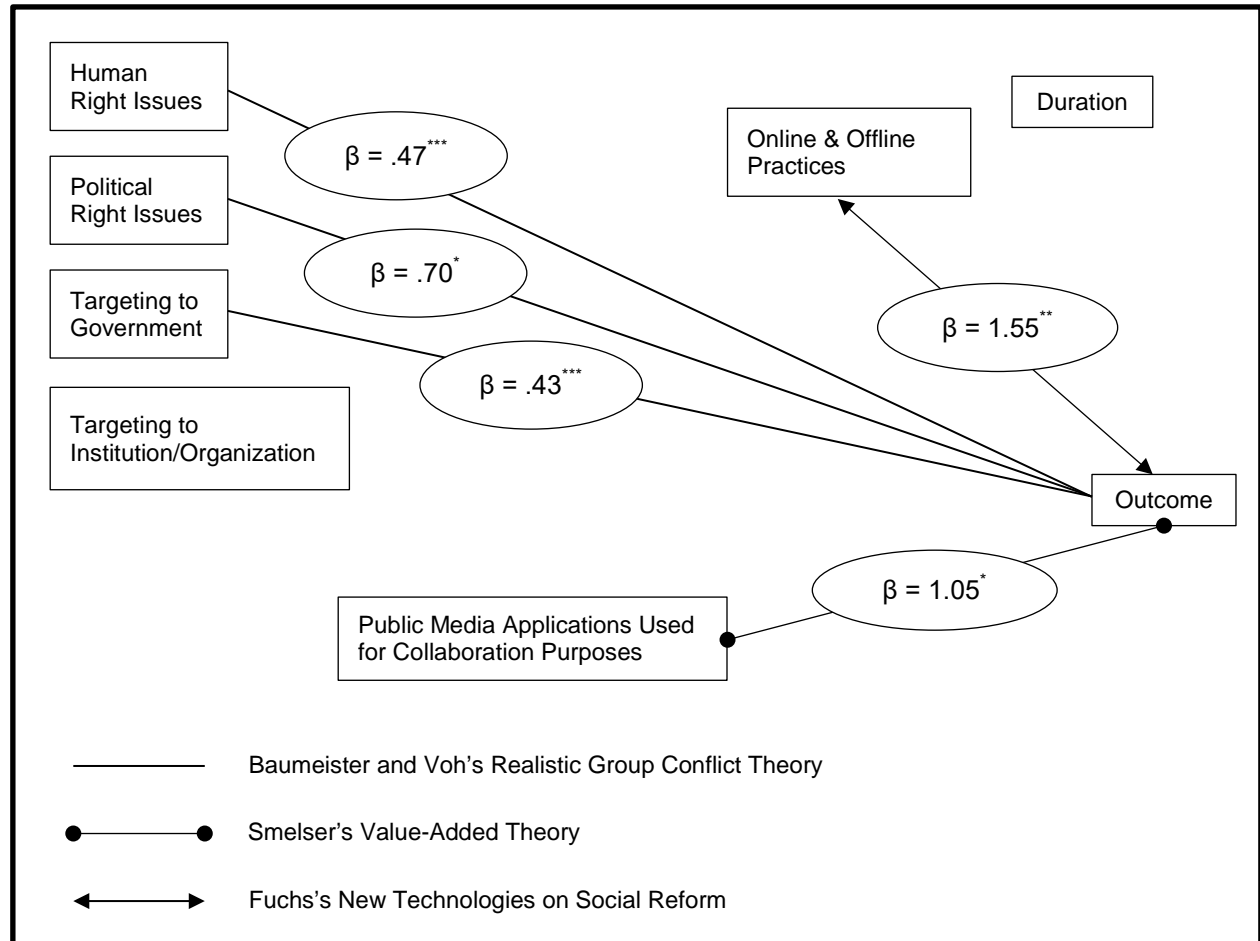 Human
Right Issues
β = .47***
Political
Right Issues
β = .70*
Targeting to
Government
β = .43***
Targeting to
Institution/Organization
Online & Offline
Practices
Duration
β = 1.55**
Outcome
β = 1.05*
Public Media Applications Used
for Collaboration Purposes
Baumeister and Voh’s Realistic Group Conflict Theory
Smelser’s Value-Added Theory
Fuchs’s New Technologies on Social Reform